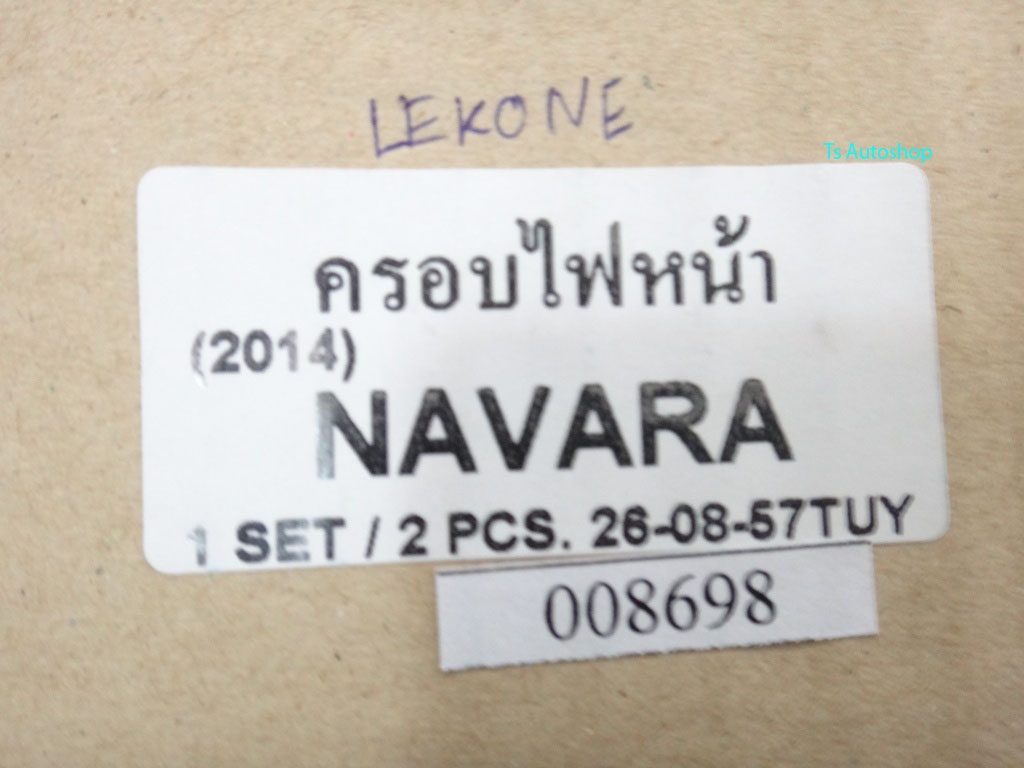 LEKONE
Ts Autoshop
ครอบไฟหน้า
(2014)
NAVARA
1 SET / 2 PCS. 26-08-57TUY
008698